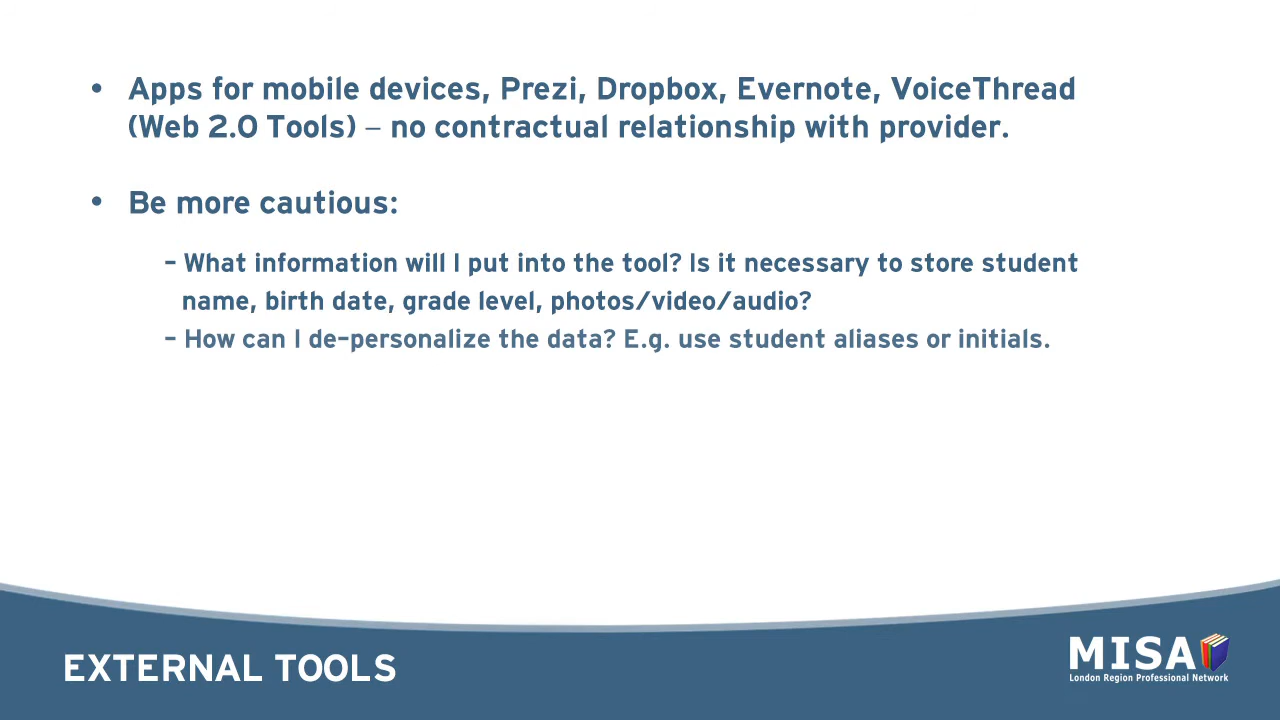 • Apps for mobile devices, Prezi, Dropbox, Evernote, VoiceThread
(Web 2.0 Tools) – no contractual relationship with provider.
• Be more cautious:
– What information will I put into the tool? Is it necessary to store student
name, birth date, grade level, photos/video/audio?
– How can I de-personalize the data? E.g. use student aliases or initials.
EXTERNAL TOOLS
MISA
London Region Professional Network